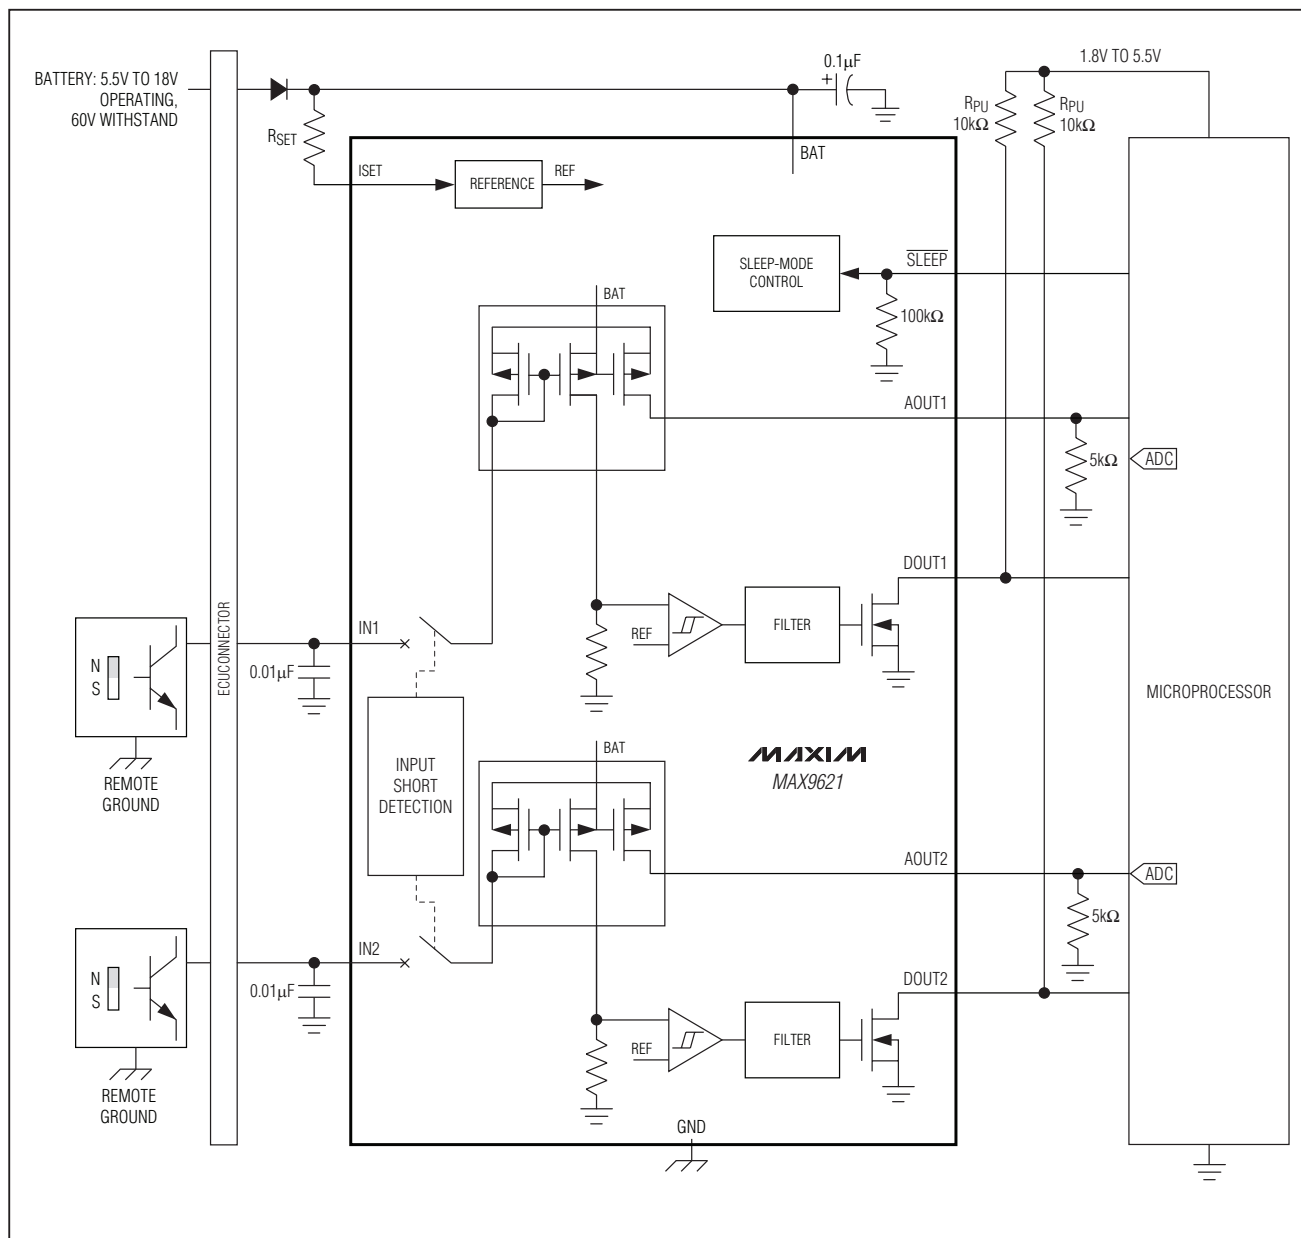 BATTERY: 5.5V TO 18V
OPERATING,
60V WITHSTAND
RSET
0.1µF
+
1.8V TO 5.5V
RPU
10kΩ
RPU
10kΩ
BAT
ISET
REFERENCE
REF
SLEEP-MODE
CONTROL
SLEEP
100kΩ
BAT
AOUT1
5kΩ
ADC
DOUT1
REF
FILTER
ECUCONNECTOR
IN1
0.01µF
N
S
REMOTE
GROUND
INPUT
SHORT
DETECTION
MAXIM
MAX9621
MICROPROCESSOR
BAT
AOUT2
ADC
5kΩ
IN2
0.01µF
N
S
REMOTE
GROUND
DOUT2
REF
FILTER
GND